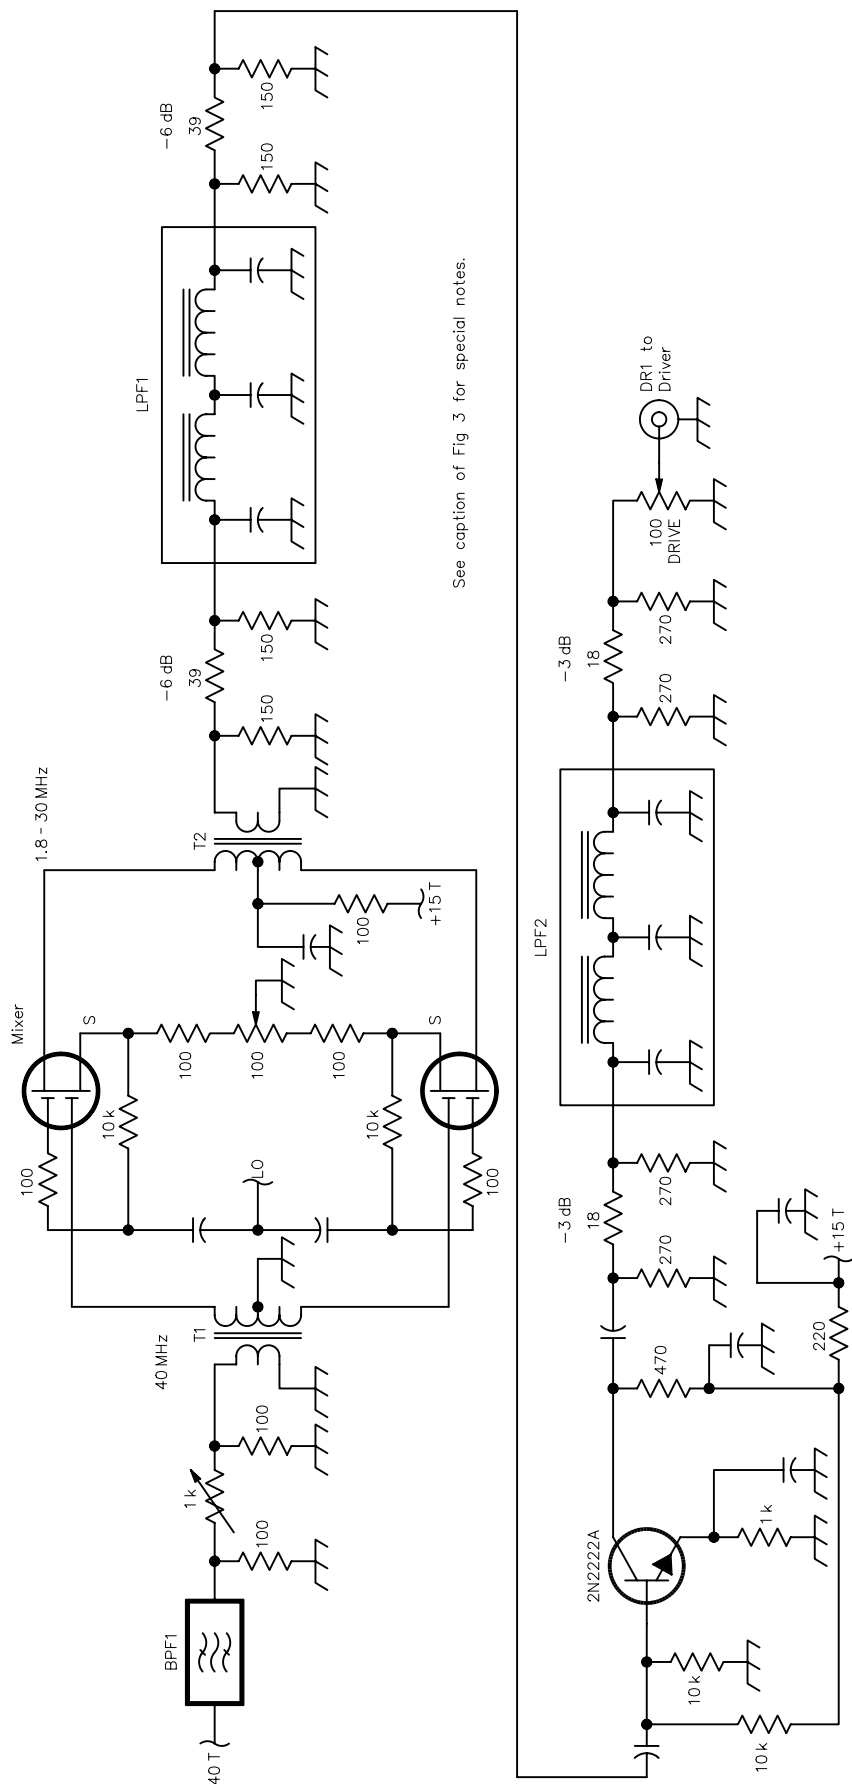 40T
BPF1
100
1 k
100
40 MHz
T1
100
10 k
LO
10 k
100
Mixer
S
100
100
100
S
1.8 – 30 MHz
T2
100
+15 T
–6 dB
39
150
150
LPF1
–6 dB
39
150
150
See caption of Fig 3 for special notes.
10 k
10 k
2N2222A
1 k
470
220
+15 T
–3 dB
18
270
270
LPF2
–3 dB
18
270
270
100
DRIVE
DR1 to
Driver